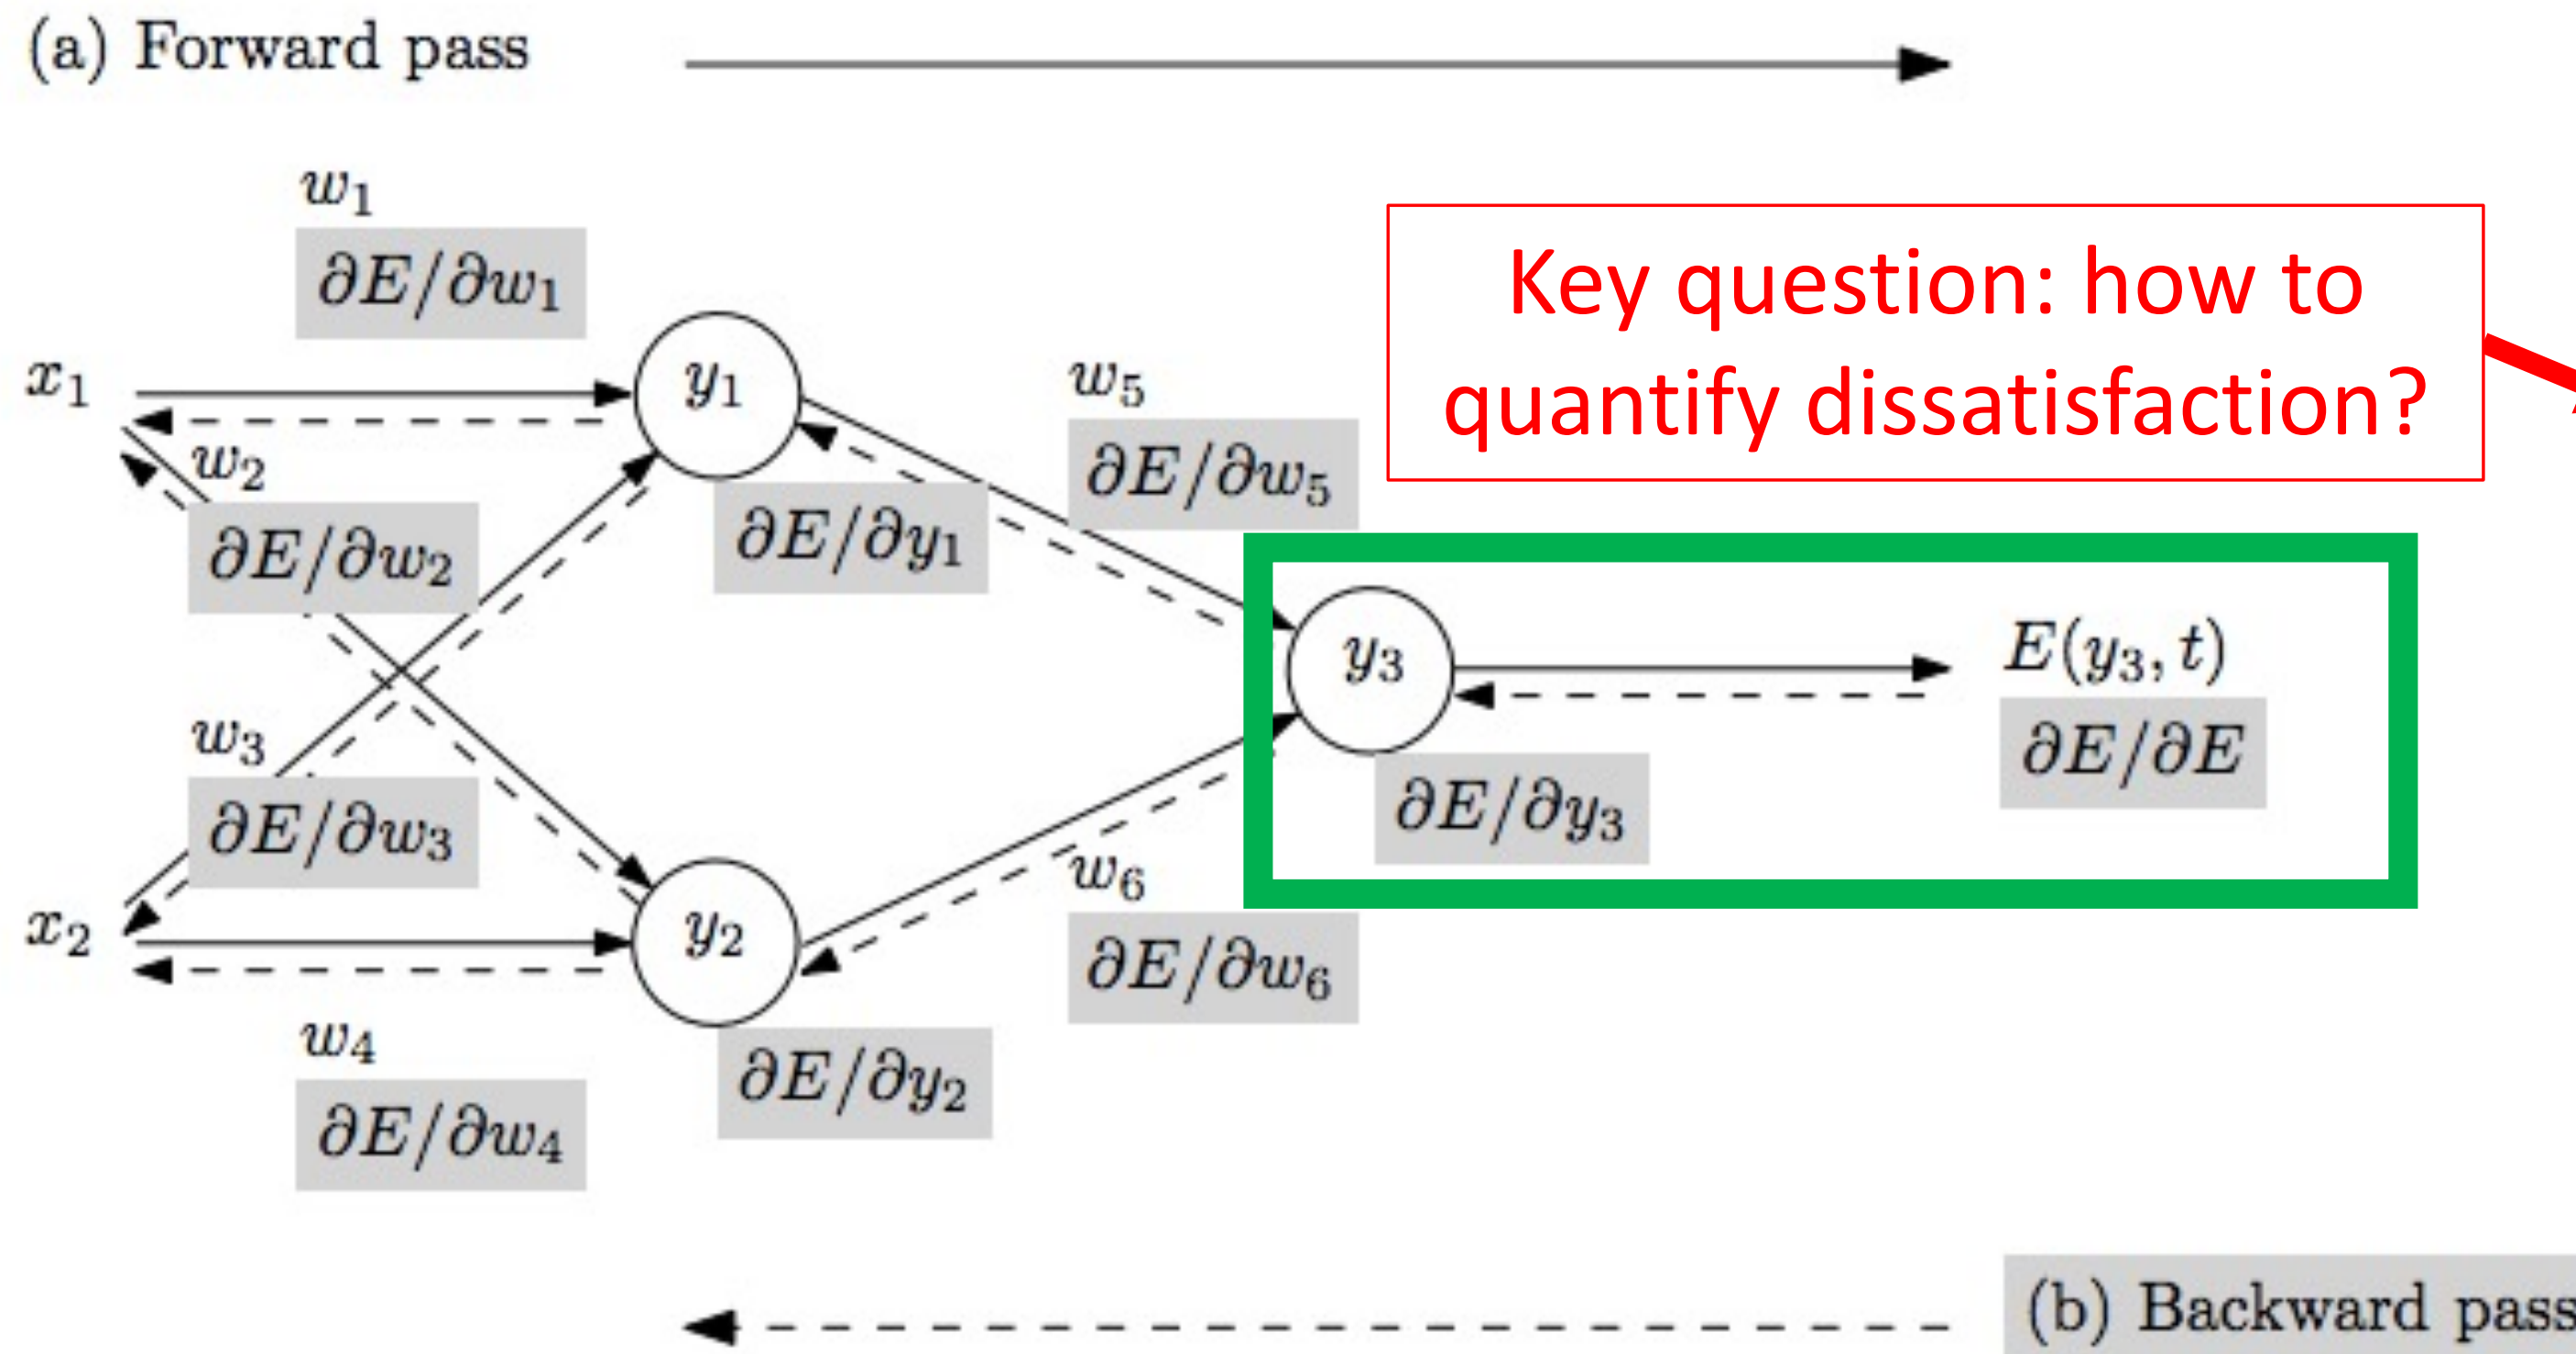 (a) Forward pass
w₁
∂E/∂w₁
Key question: how to
quantify dissatisfaction?
x₁
y₁
w₅
∂E/∂w₅
w₂
∂E/∂w₂
∂E/∂y₁
y₃
E(y₃, t)
∂E/∂E
∂E/∂y₃
w₃
∂E/∂w₃
x₂
y₂
w₆
∂E/∂w₆
w₄
∂E/∂w₄
∂E/∂y₂
(b) Backward pass